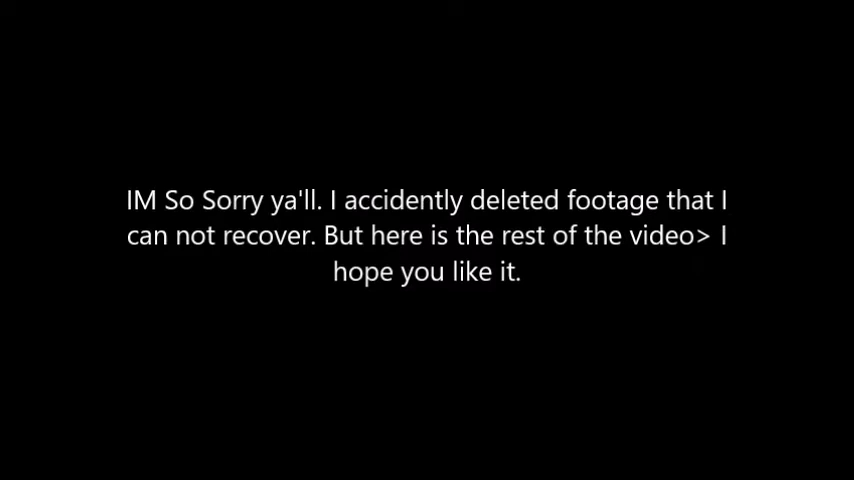 IM So Sorry ya'll. I accidently deleted footage that I
can not recover. But here is the rest of the video> I
hope you like it.